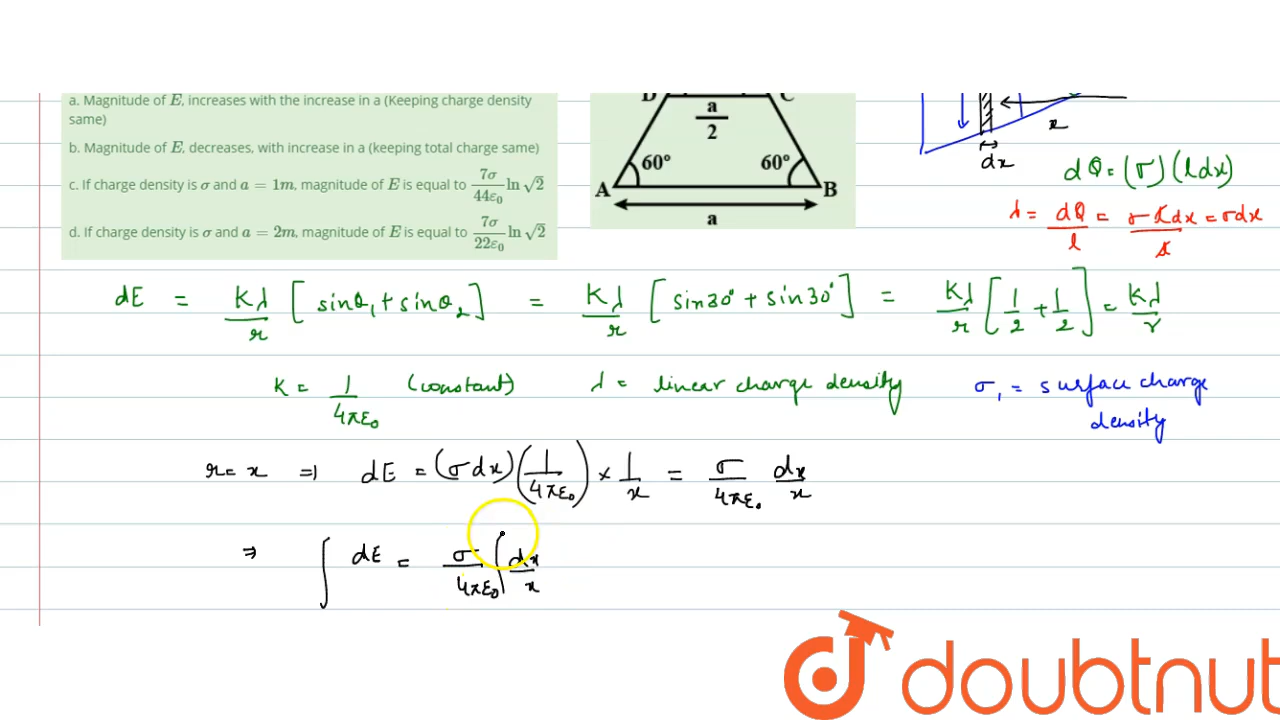 a. Magnitude of E, increases with the increase in a (Keeping charge density
same)
b. Magnitude of E, decreases, with increase in a (keeping total charge same)
c. If charge density is σ and a = 1m, magnitude of E is equal to 7σ/44ε₀ ln √2
d. If charge density is σ and a = 2m, magnitude of E is equal to 7σ/22ε₀ ln √2
D C
a/2
60° 60°
A B
a
x
dx
dQ = (σ)(l dx)
λ = dQ/l = σ l dx/l = σdx
dE = Kλ/r [sinθ₁ + sinθ₂] = Kλ/r [sin30° + sin30°] = Kλ/r [1/2 + 1/2] = Kλ/r
K = 1/4πε₀ (constant) λ = linear charge density σ, = surface charge
density
r = x ⇒ dE = (σdx)(1/4πε₀) × 1/x = σ/4πε₀ dx/x
⇒ ∫ dE = σ/4πε₀ ∫ dx/x
doubtnut